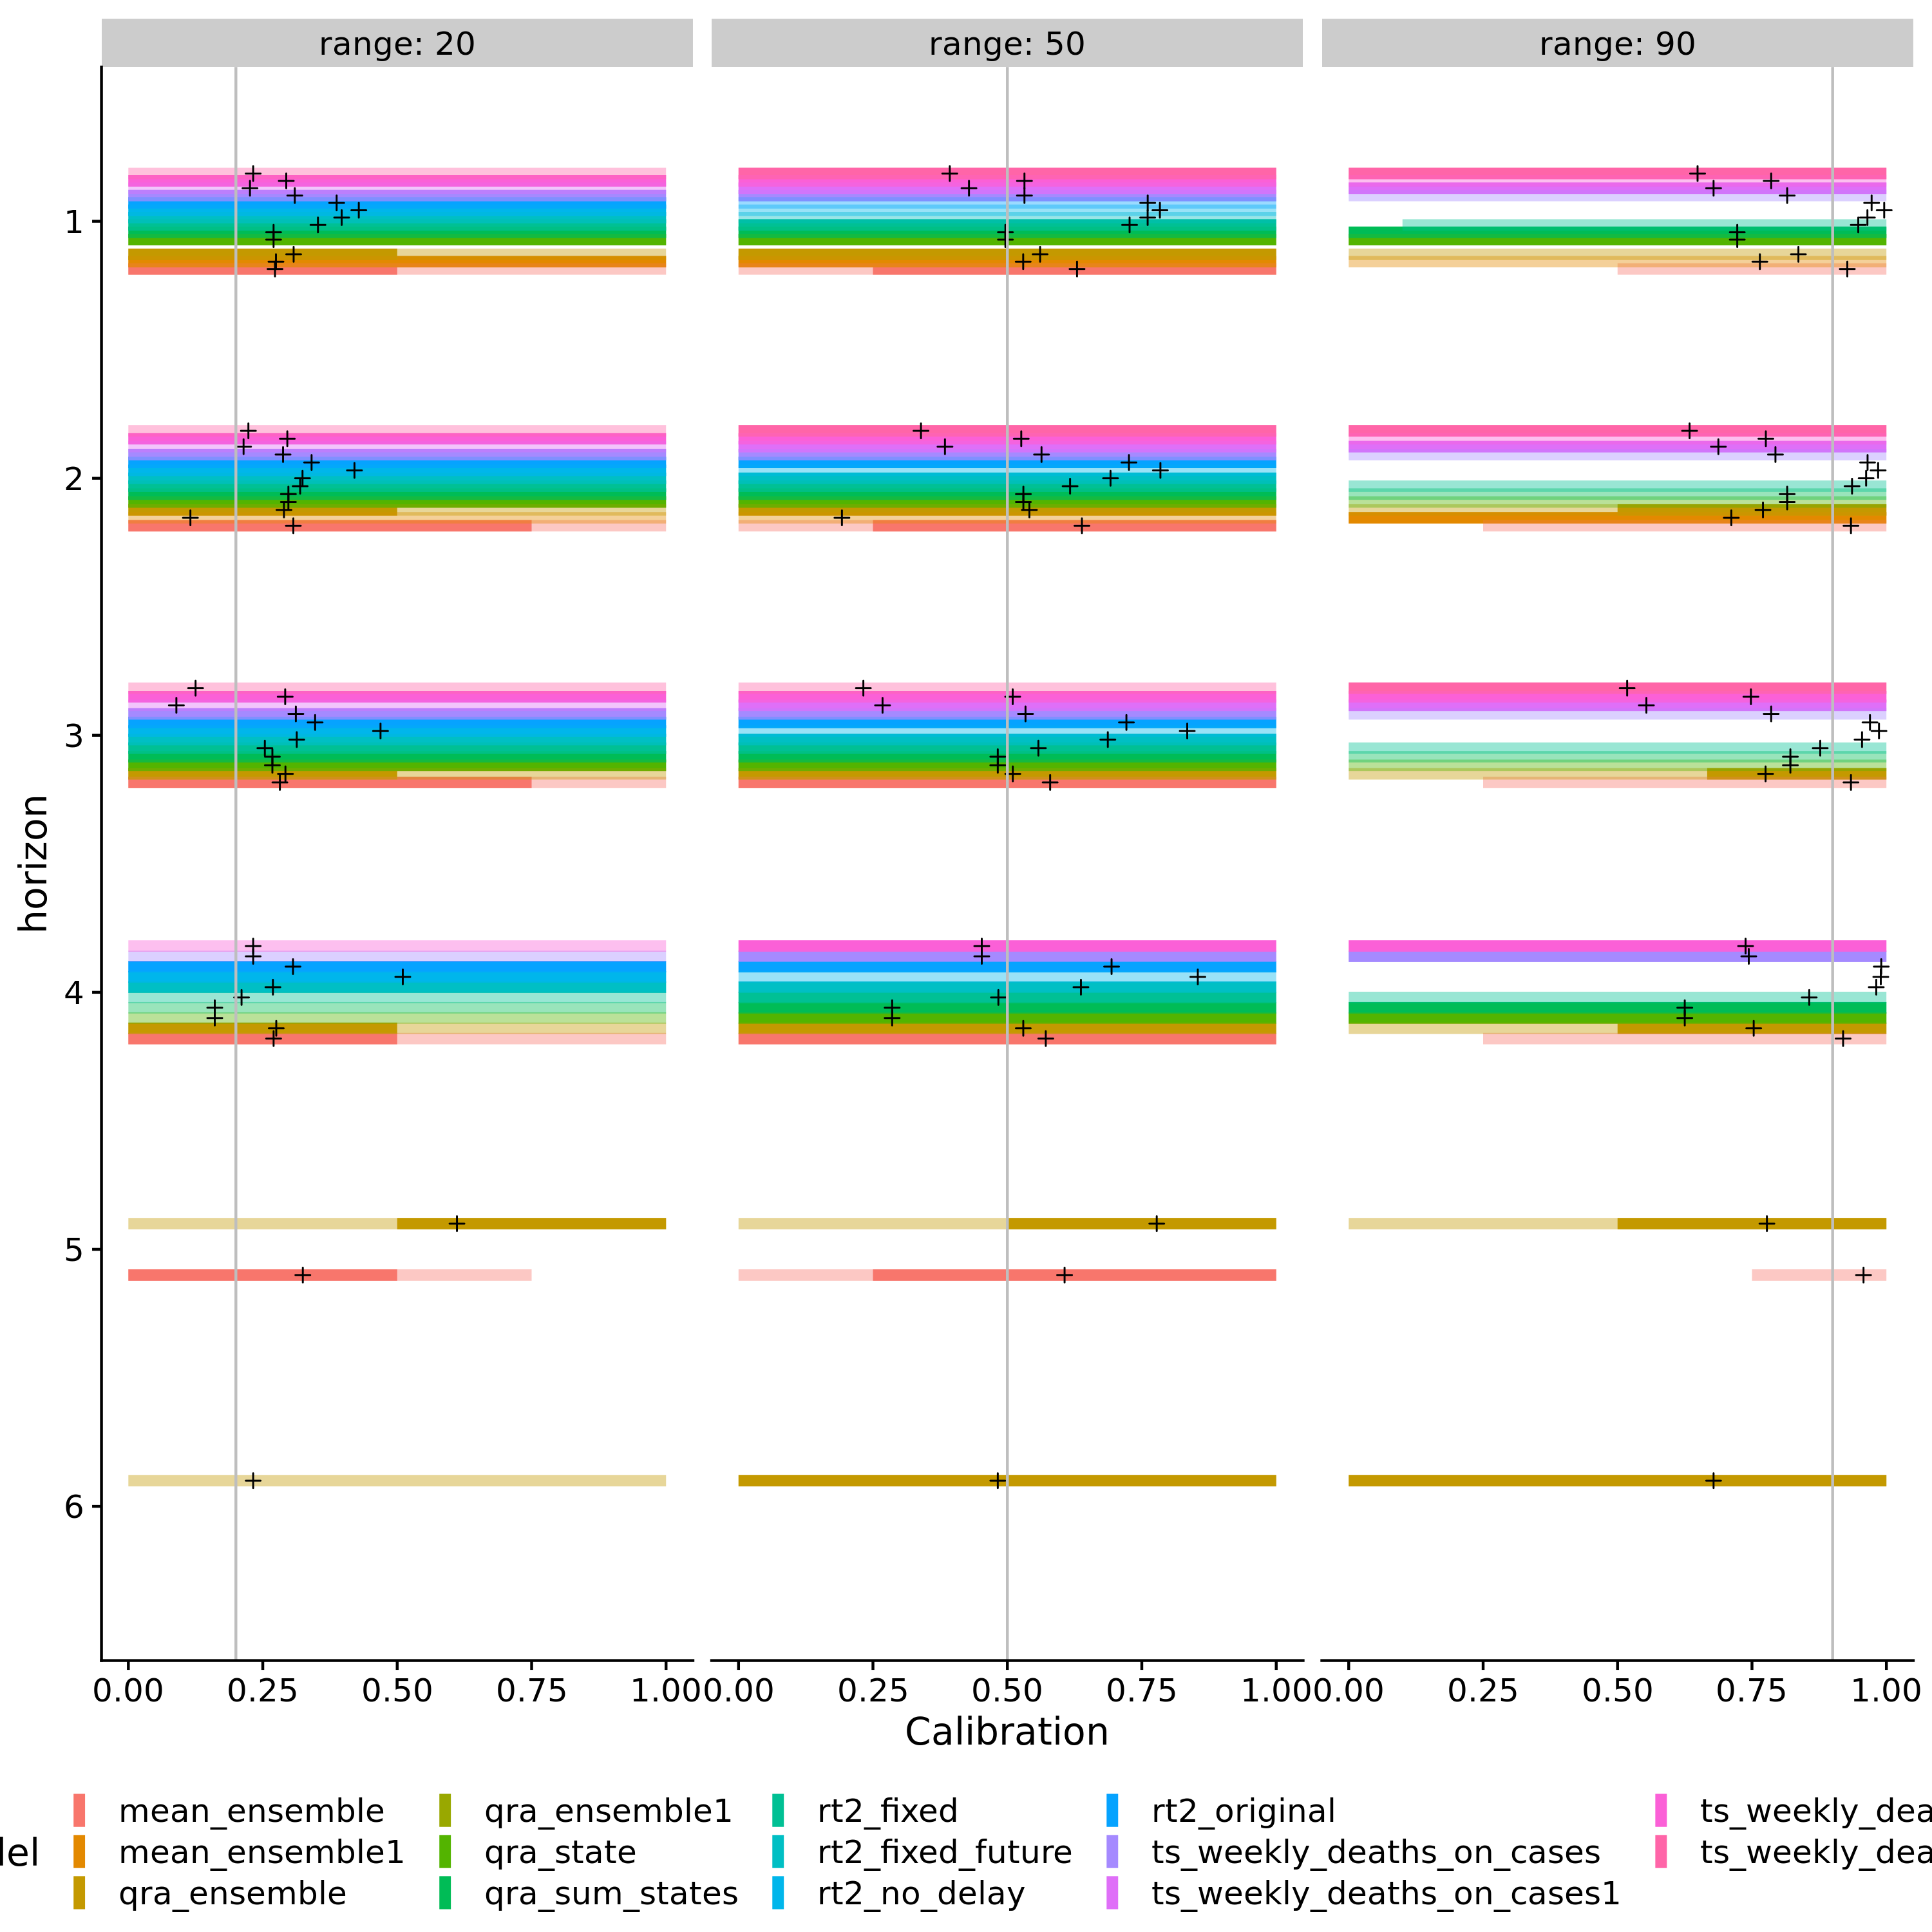 range: 20 range: 50 range: 90
1
2
3
4
5
6
horizon
0.00 0.25 0.50 0.75 1.00 0.00 0.25 0.50 0.75 1.00 0.00 0.25 0.50 0.75 1.00
Calibration
mean_ensemble qra_ensemble1 rt2_fixed rt2_original
mean_ensemble1 qra_state rt2_fixed_future ts_weekly_deaths_on_cases
qra_ensemble qra_sum_states rt2_no_delay ts_weekly_deaths_on_cases1